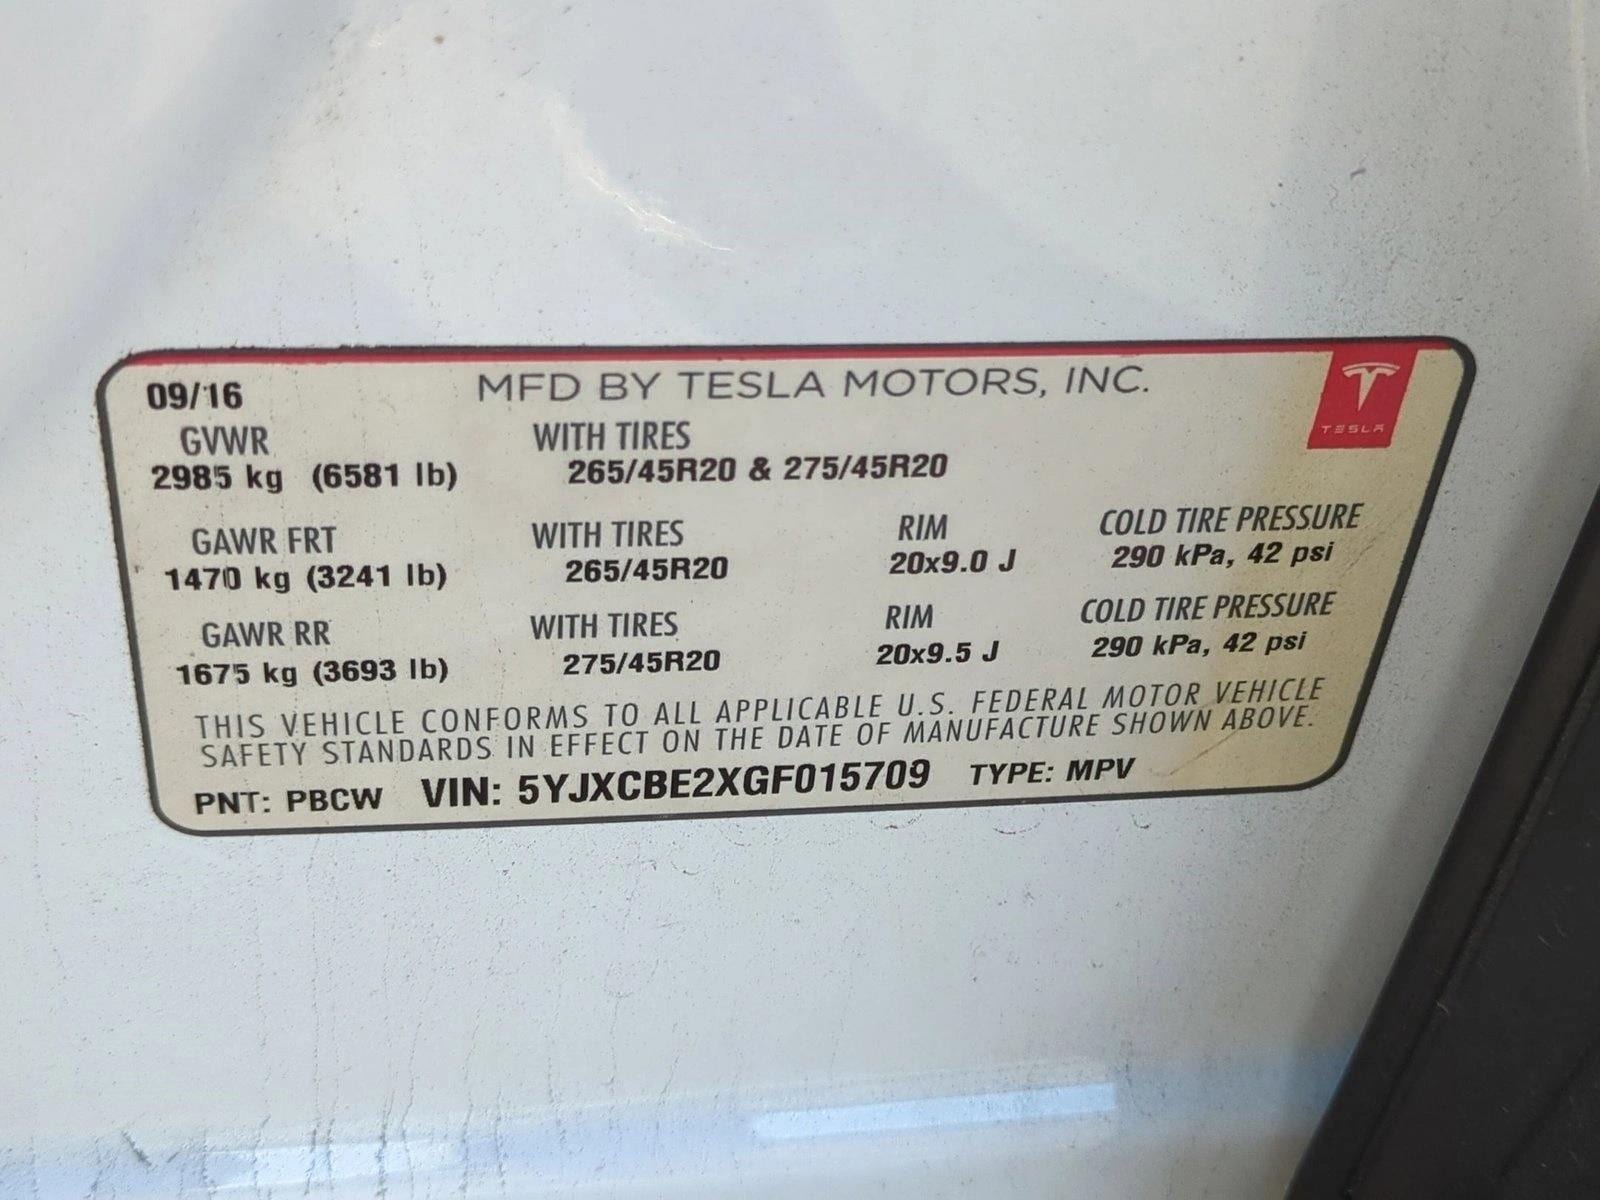 09/16 MFD BY TESLA MOTORS, INC.
TESLA
GVWR WITH TIRES
2985 kg (6581 lb) 265/45R20 & 275/45R20
GAWR FRT WITH TIRES RIM COLD TIRE PRESSURE
1470 kg (3241 lb) 265/45R20 20x9.0 J 290 kPa, 42 psi
GAWR RR WITH TIRES RIM COLD TIRE PRESSURE
1675 kg (3693 lb) 275/45R20 20x9.5 J 290 kPa, 42 psi
THIS VEHICLE CONFORMS TO ALL APPLICABLE U.S. FEDERAL MOTOR VEHICLE
SAFETY STANDARDS IN EFFECT ON THE DATE OF MANUFACTURE SHOWN ABOVE.
PNT: PBCW VIN: 5YJXCBE2XGF015709 TYPE: MPV